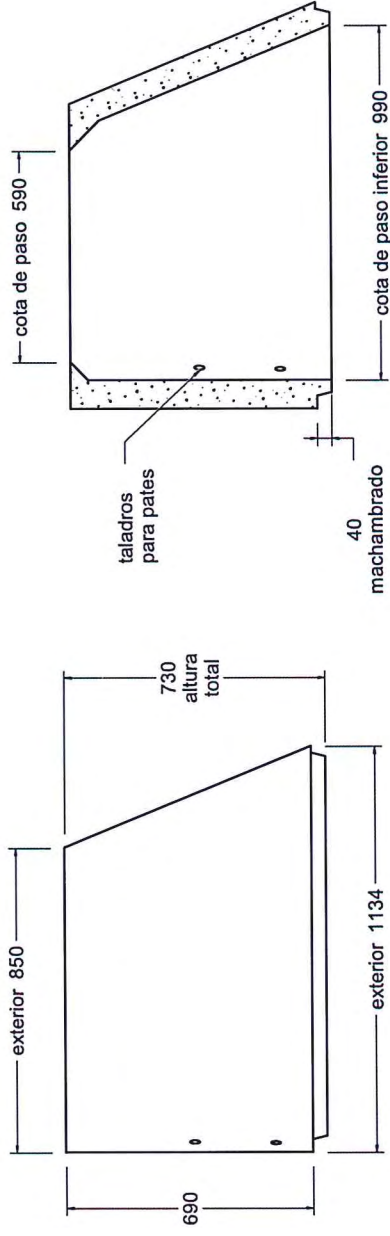 exterior 850
690
730
altura
total
exterior 1134
cota de paso 590
taladros
para pates
40
machambrado
cota de paso inferior 990